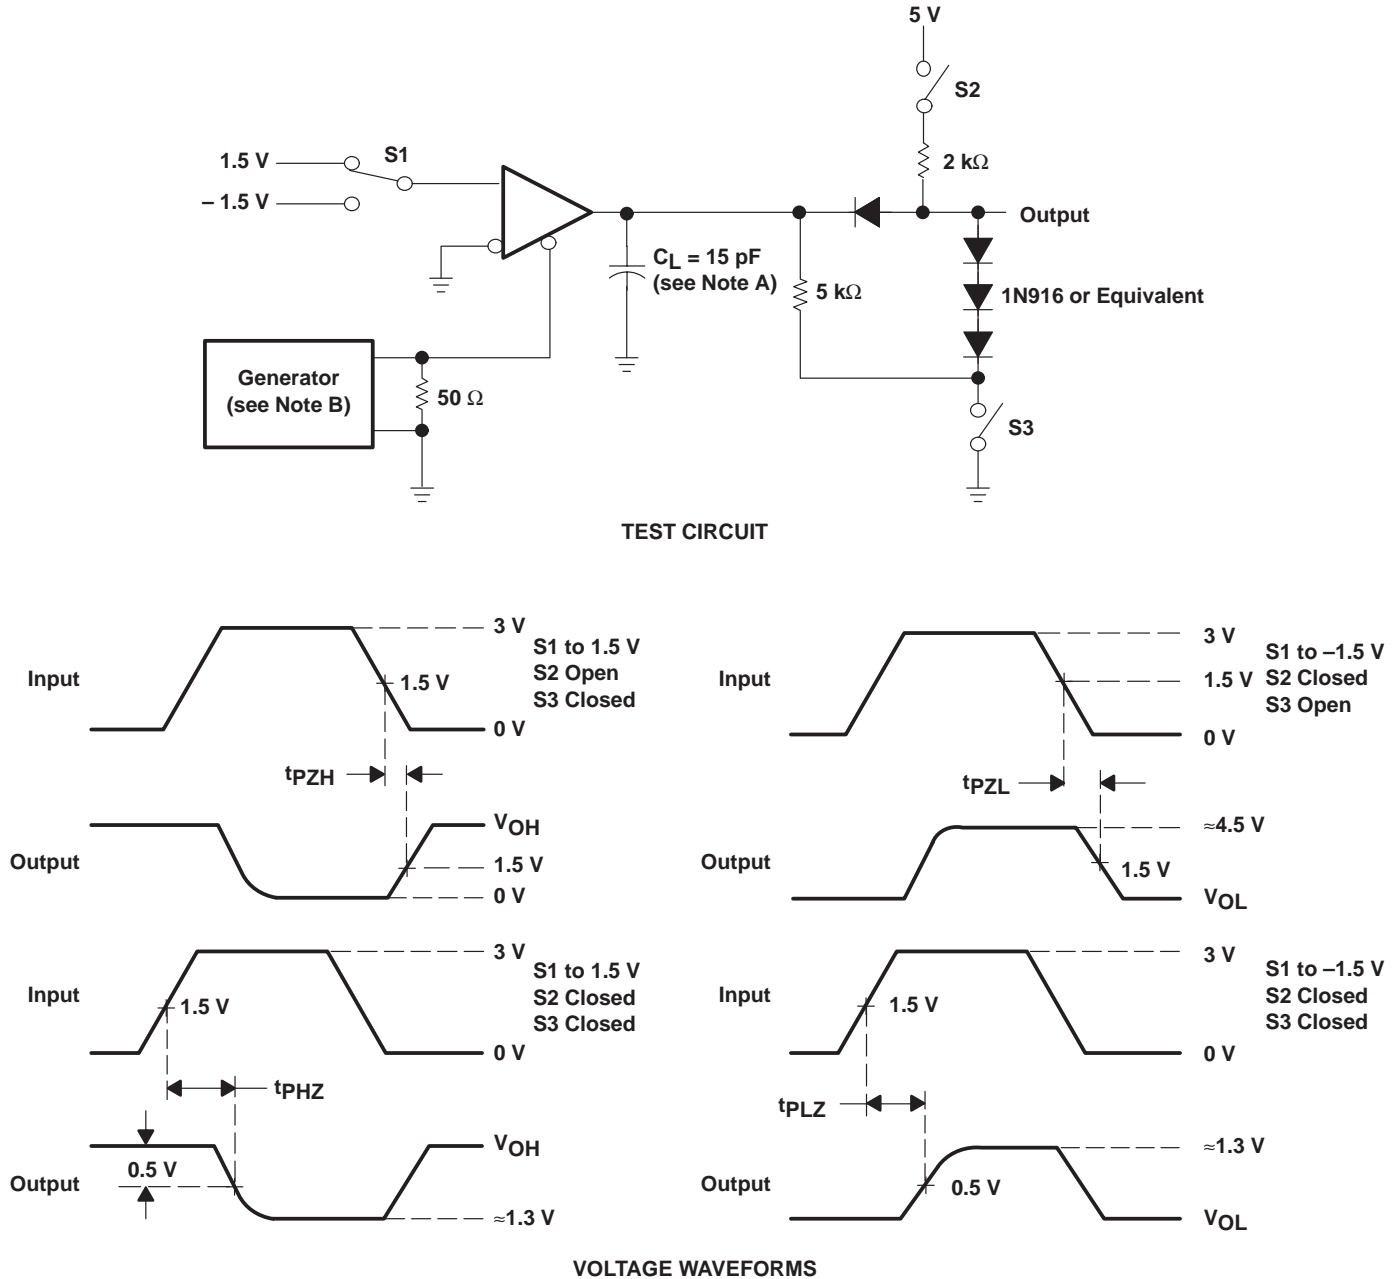 5 V
S2
2 kΩ
1.5 V
S1
– 1.5 V
Output
CL = 15 pF
(see Note A)
5 kΩ
1N916 or Equivalent
Generator
(see Note B)
50 Ω
S3
TEST CIRCUIT
Input
3 V
1.5 V
0 V
S1 to 1.5 V
S2 Open
S3 Closed
tPZH
Output
VOH
1.5 V
0 V
Input
3 V
1.5 V
0 V
S1 to –1.5 V
S2 Closed
S3 Open
tPZL
Output
≈4.5 V
1.5 V
VOL
Input
3 V
1.5 V
0 V
S1 to 1.5 V
S2 Closed
S3 Closed
tPHZ
Output
0.5 V
VOH
≈1.3 V
Input
3 V
1.5 V
0 V
S1 to –1.5 V
S2 Closed
S3 Closed
tPLZ
Output
≈1.3 V
0.5 V
VOL
VOLTAGE WAVEFORMS